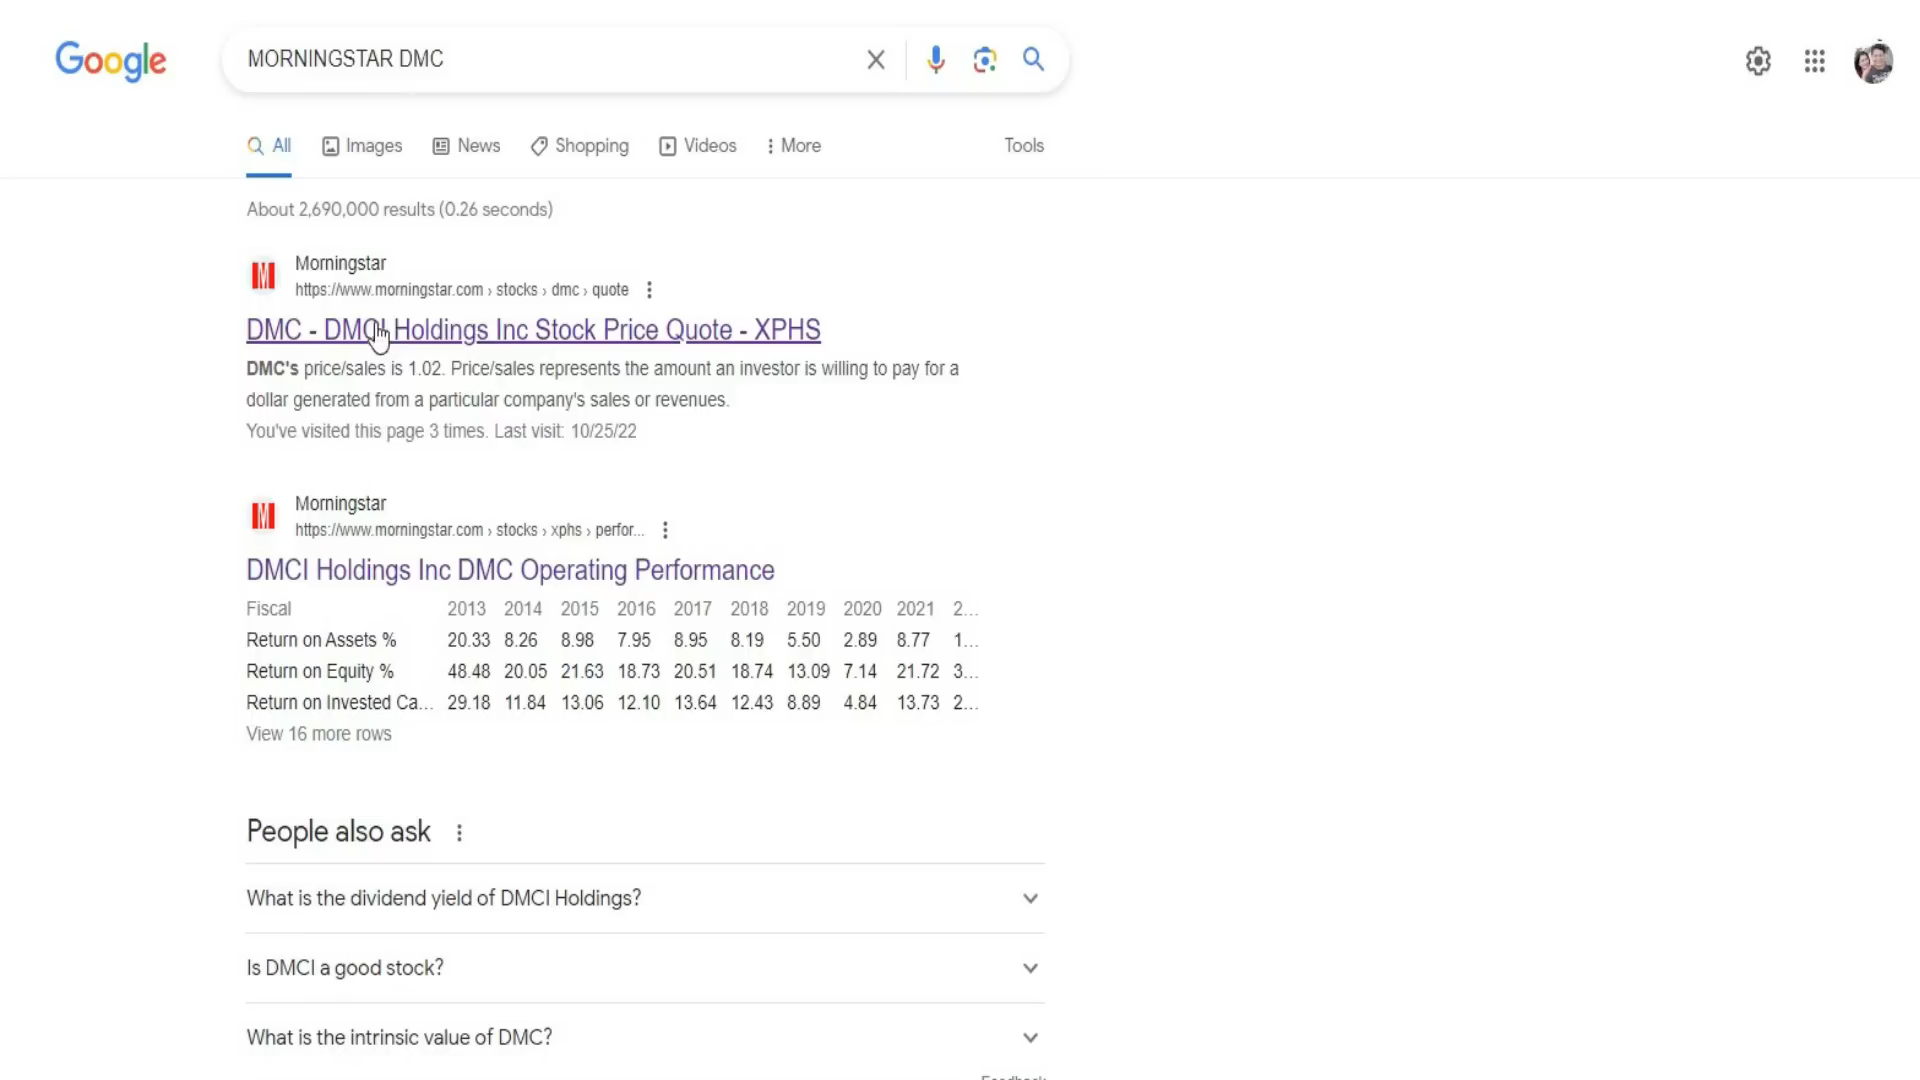 Google
MORNINGSTAR DMC
All Images News Shopping Videos More Tools
About 2,690,000 results (0.26 seconds)
Morningstar
https://www.morningstar.com › stocks › dmc › quote
DMC - DMCI Holdings Inc Stock Price Quote - XPHS
DMC's price/sales is 1.02. Price/sales represents the amount an investor is willing to pay for a
dollar generated from a particular company's sales or revenues.
You've visited this page 3 times. Last visit: 10/25/22
Morningstar
https://www.morningstar.com › stocks › xphs › perfor...
DMCI Holdings Inc DMC Operating Performance
Fiscal 2013 2014 2015 2016 2017 2018 2019 2020 2021 2...
Return on Assets % 20.33 8.26 8.98 7.95 8.95 8.19 5.50 2.89 8.77 1...
Return on Equity % 48.48 20.05 21.63 18.73 20.51 18.74 13.09 7.14 21.72 3...
Return on Invested Ca... 29.18 11.84 13.06 12.10 13.64 12.43 8.89 4.84 13.73 2...
View 16 more rows
People also ask
What is the dividend yield of DMCI Holdings?
Is DMCI a good stock?
What is the intrinsic value of DMC?